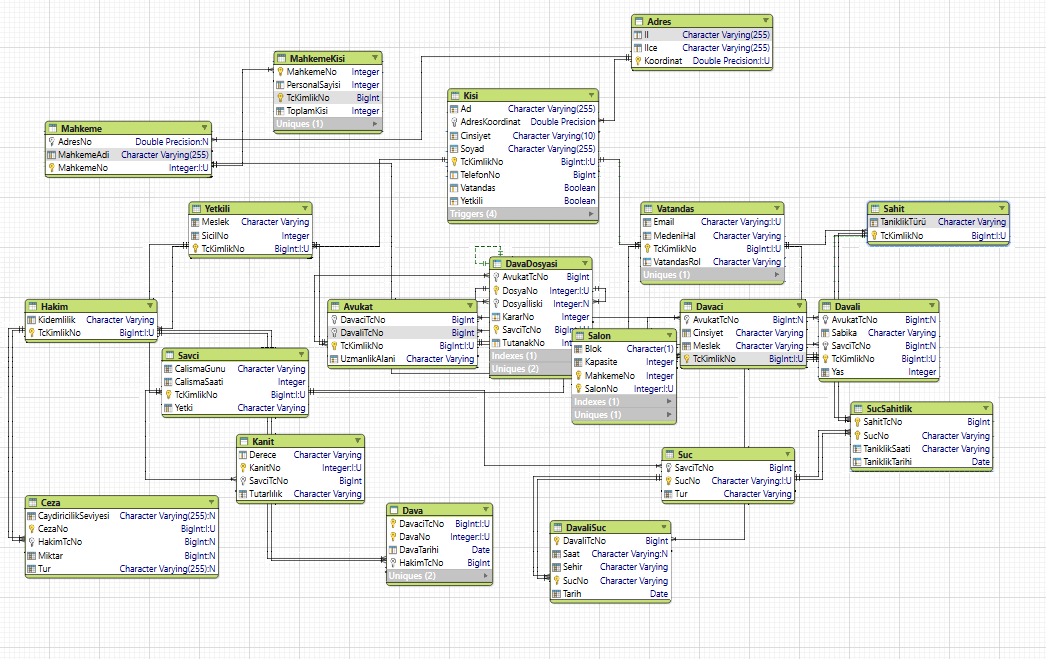 Adres
Il Character Varying(255)
Ilce Character Varying(255)
Koordinat Double Precision:I:U
MahkemeKisi
MahkemeNo Integer
PersonalSayisi Integer
TcKimlikNo BigInt
ToplamKisi Integer
Uniques (1)
Kisi
Ad Character Varying(255)
AdresKoordinat Double Precision
Cinsiyet Character Varying(10)
Soyad Character Varying(255)
TcKimlikNo BigInt:I:U
TelefonNo BigInt
Vatandas Boolean
Yetkili Boolean
Triggers (4)
Mahkeme
AdresNo Double Precision:N
MahkemeAdi Character Varying(255)
MahkemeNo Integer:I:U
Yetkili
Meslek Character Varying
SicilNo Integer
TcKimlikNo BigInt:I:U
Vatandas
Email Character Varying:I:U
MedeniHal Character Varying
TcKimlikNo BigInt:I:U
VatandasRol Character Varying
Uniques (1)
Sahit
TaniklikTürü Character Varying
TcKimlikNo BigInt:I:U
DavaDosyasi
AvukatTcNo BigInt
DosyaNo Integer:I:U
Dosyaİliski Integer:N
KararNo Integer
SavciTcNo
TutanakNo
Indexes (1)
Uniques (2)
Hakim
Kidemlilik Character Varying
TcKimlikNo BigInt:I:U
Avukat
DavaciTcNo BigInt
DavaliTcNo BigInt
TcKimlikNo BigInt:I:U
UzmanlikAlani Character Varying
Davaci
AvukatTcNo BigInt:N
Cinsiyet Character Varying
Meslek Character Varying
TcKimlikNo BigInt:I:U
Davali
AvukatTcNo BigInt:N
Sabika Character Varying
SavciTcNo BigInt:N
TcKimlikNo BigInt:I:U
Yas Integer
Salon
Blok Character(1)
Kapasite Integer
MahkemeNo Integer
SalonNo Integer:I:U
Indexes (1)
Uniques (1)
Savci
CalismaGunu Character Varying
CalismaSaati Integer
TcKimlikNo BigInt:I:U
Yetki Character Varying
SucSahitlik
SahitTcNo BigInt
SucNo Character Varying
TaniklikSaati Character Varying
TaniklikTarihi Date
Kanit
Derece Character Varying
KanitNo Integer:I:U
SavciTcNo BigInt
Tutarlılık Character Varying
Suc
SavciTcNo BigInt
SucNo Character Varying:I:U
Tur Character Varying
Ceza
CaydiricilikSeviyesi Character Varying(255):N
CezaNo BigInt:I:U
HakimTcNo BigInt:N
Miktar BigInt:N
Tur Character Varying(255):N
Dava
DavaciTcNo BigInt:I:U
DavaNo Integer:I:U
DavaTarihi Date
HakimTcNo BigInt
Uniques (2)
DavaliSuc
DavaliTcNo BigInt
Saat Character Varying:N
Sehir Character Varying
SucNo Character Varying
Tarih Date